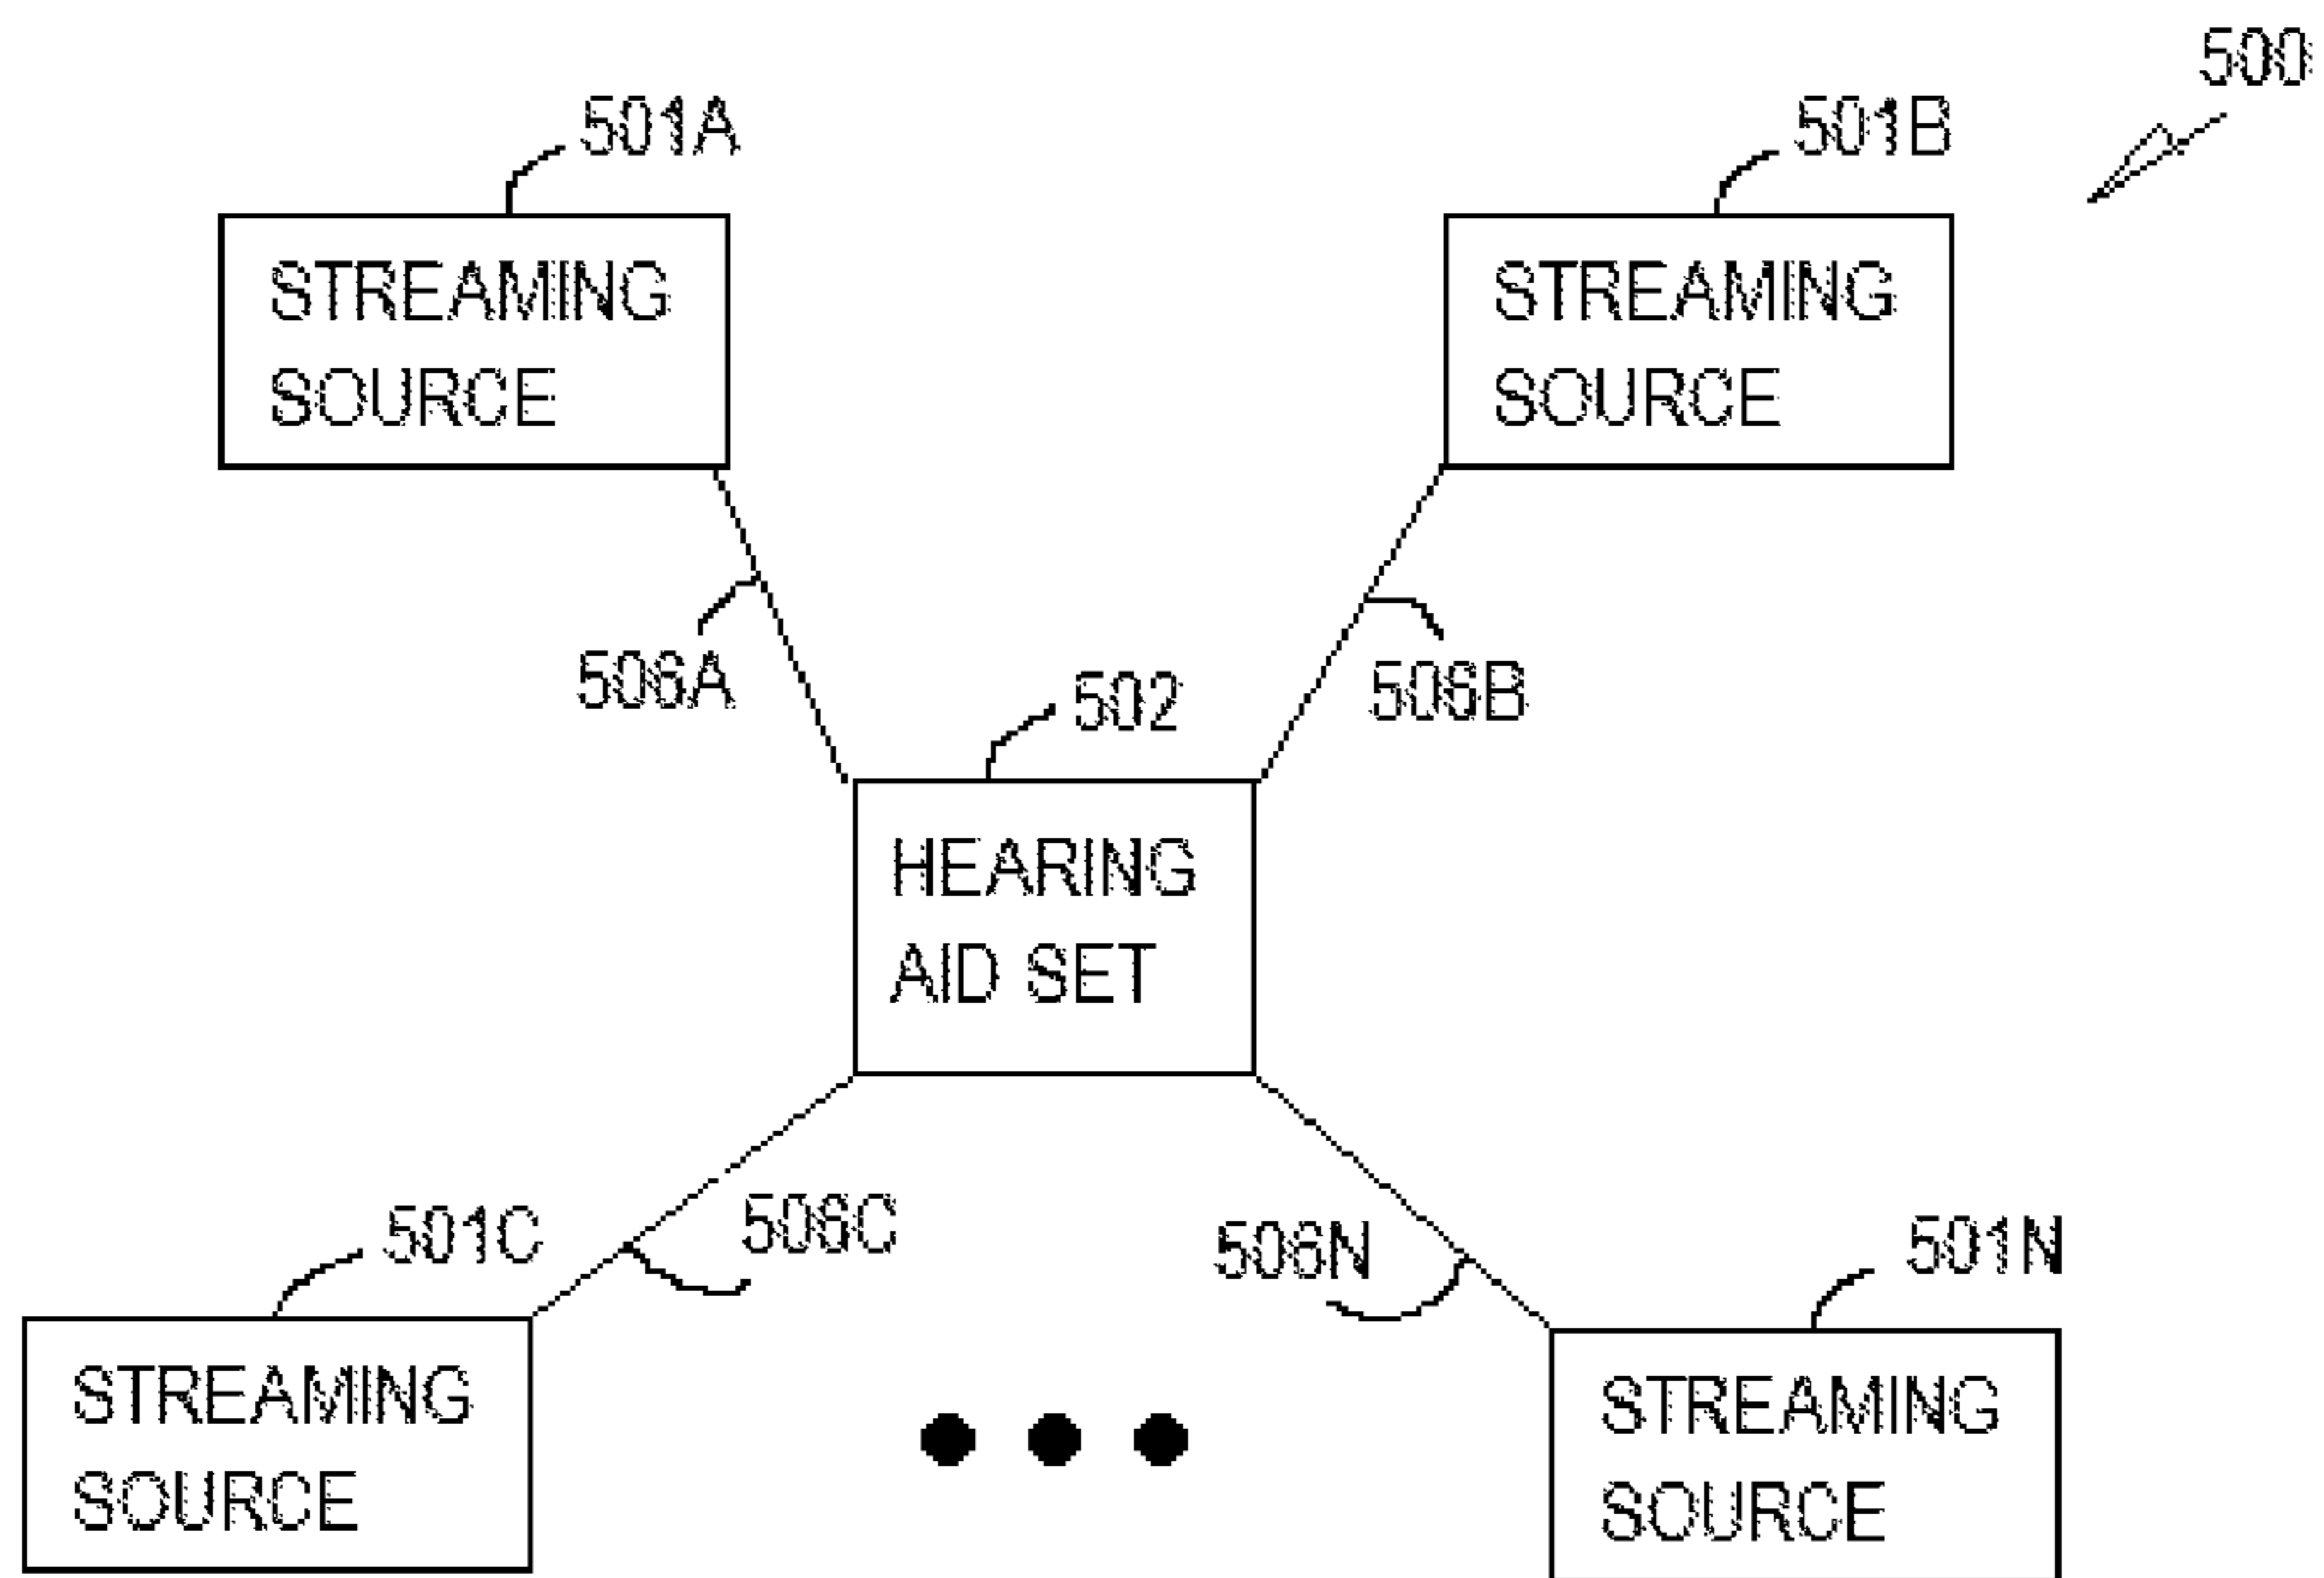 500
501A
501B
STREAMING
SOURCE
STREAMING
SOURCE
506A
502
506B
HEARING
AID SET
501C
506C
506N
501N
STREAMING
SOURCE
STREAMING
SOURCE